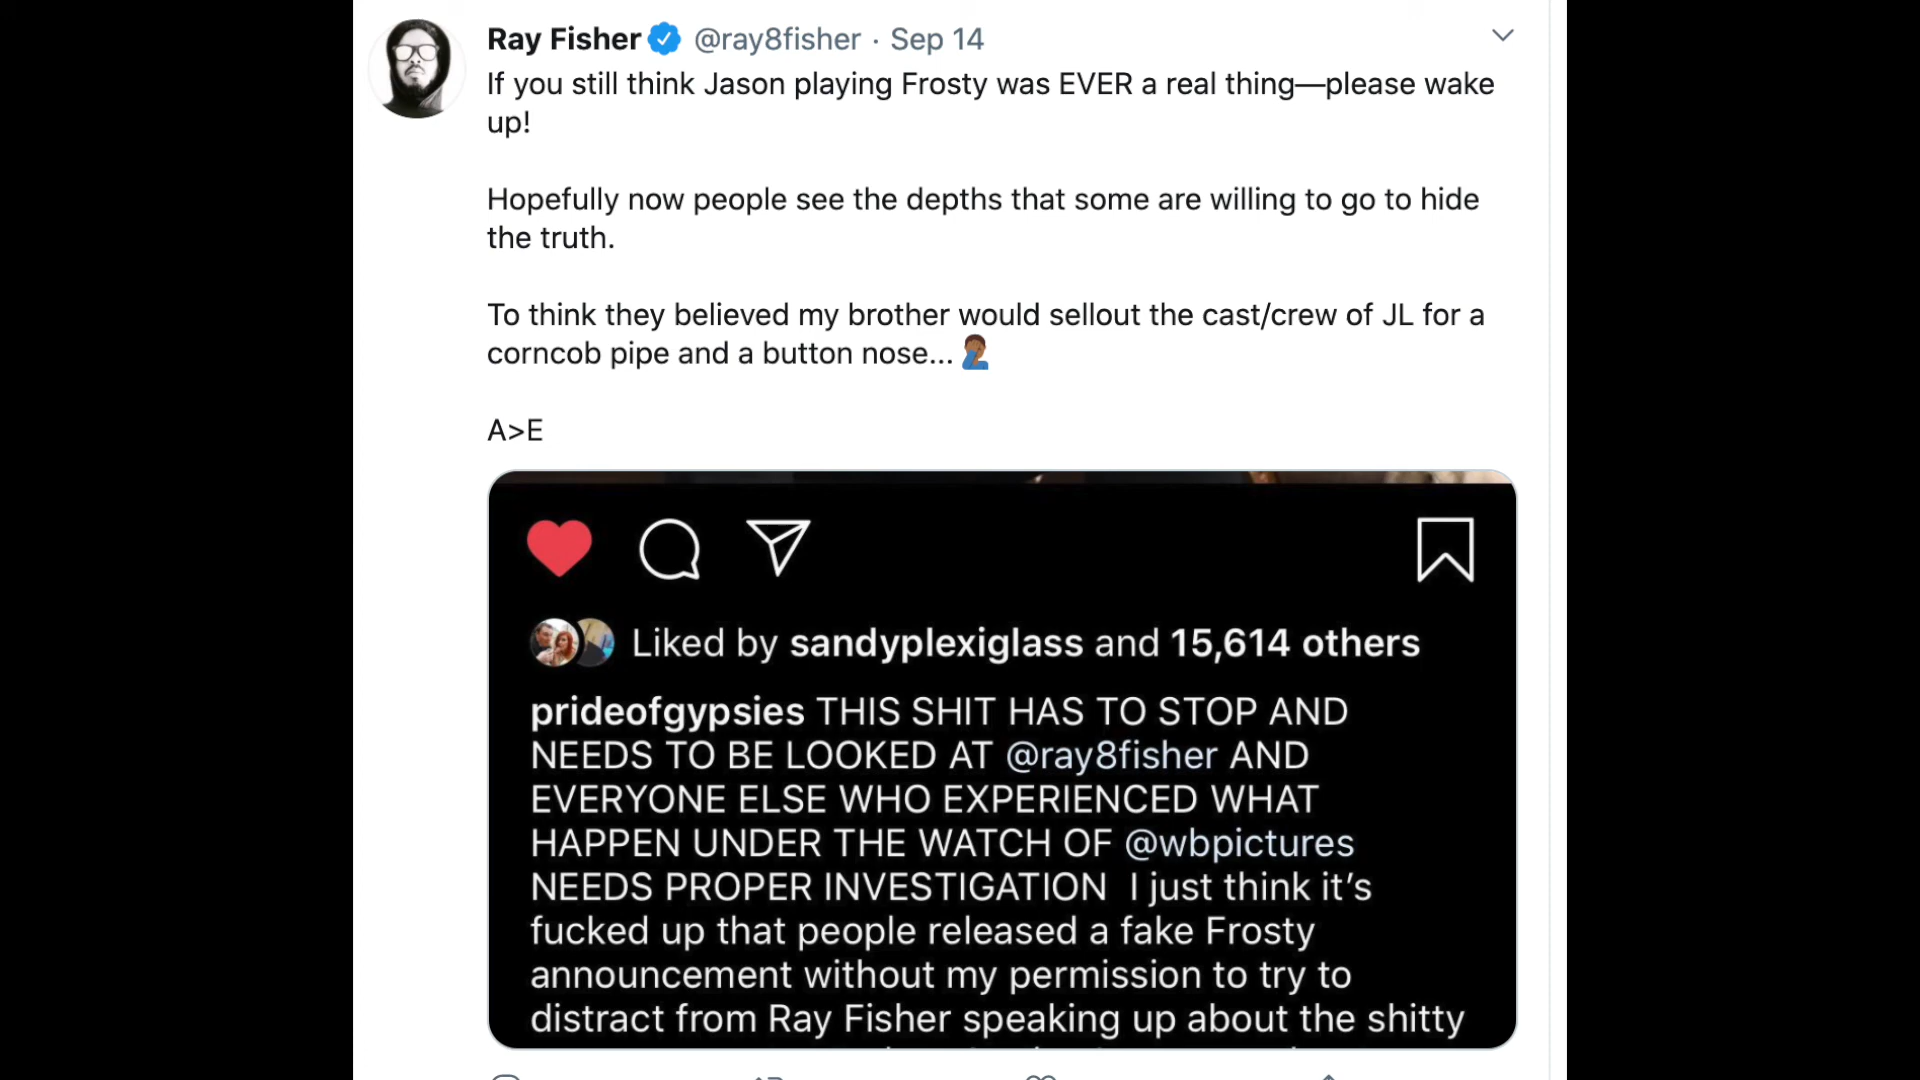 Ray Fisher @ray8fisher · Sep 14
If you still think Jason playing Frosty was EVER a real thing—please wake
up!
Hopefully now people see the depths that some are willing to go to hide
the truth.
To think they believed my brother would sellout the cast/crew of JL for a
corncob pipe and a button nose... 🤦🏾‍♂️
A>E
Liked by sandyplexiglass and 15,614 others
prideofgypsies THIS SHIT HAS TO STOP AND
NEEDS TO BE LOOKED AT @ray8fisher AND
EVERYONE ELSE WHO EXPERIENCED WHAT
HAPPEN UNDER THE WATCH OF @wbpictures
NEEDS PROPER INVESTIGATION I just think it's
fucked up that people released a fake Frosty
announcement without my permission to try to
distract from Ray Fisher speaking up about the shitty